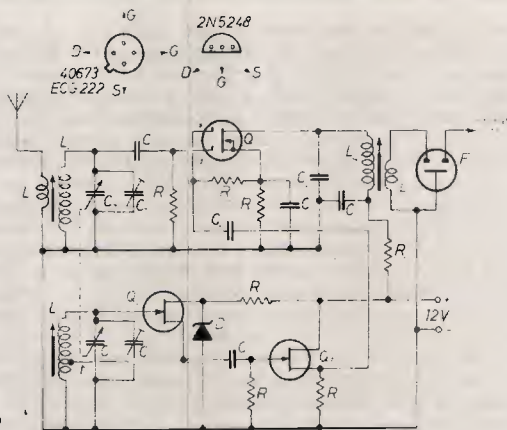 G
2N5248
D G
40673
ECG222 S
D G S
L L C Q L L F
C C R R R C C C
R
L Q R
C C D C Q R R
12V
+
-